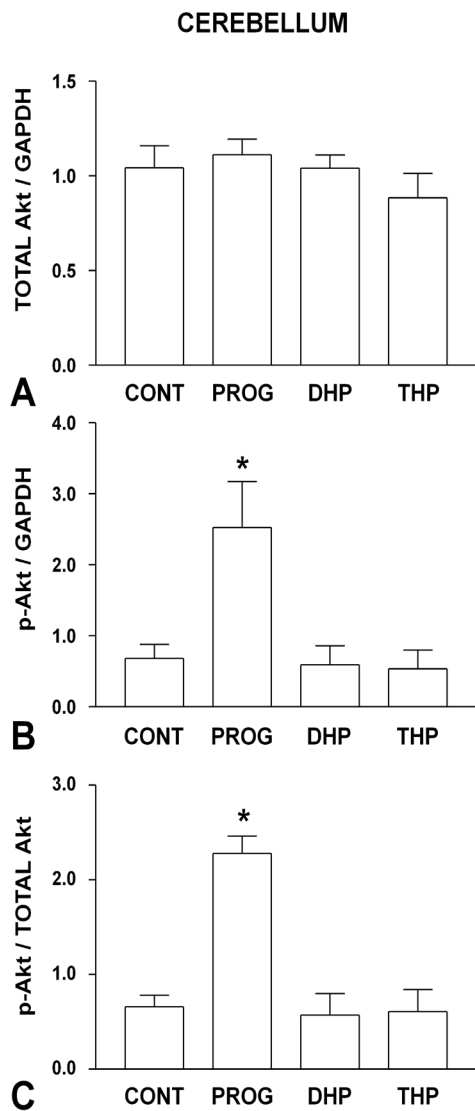 CEREBELLUM
TOTAL Akt / GAPDH
1.5
1.0
0.5
0.0
A
CONT PROG DHP THP
p-Akt / GAPDH
4.0
3.0
2.0
1.0
0.0
*
B
CONT PROG DHP THP
p-Akt / TOTAL Akt
3.0
2.0
1.0
0.0
*
C
CONT PROG DHP THP